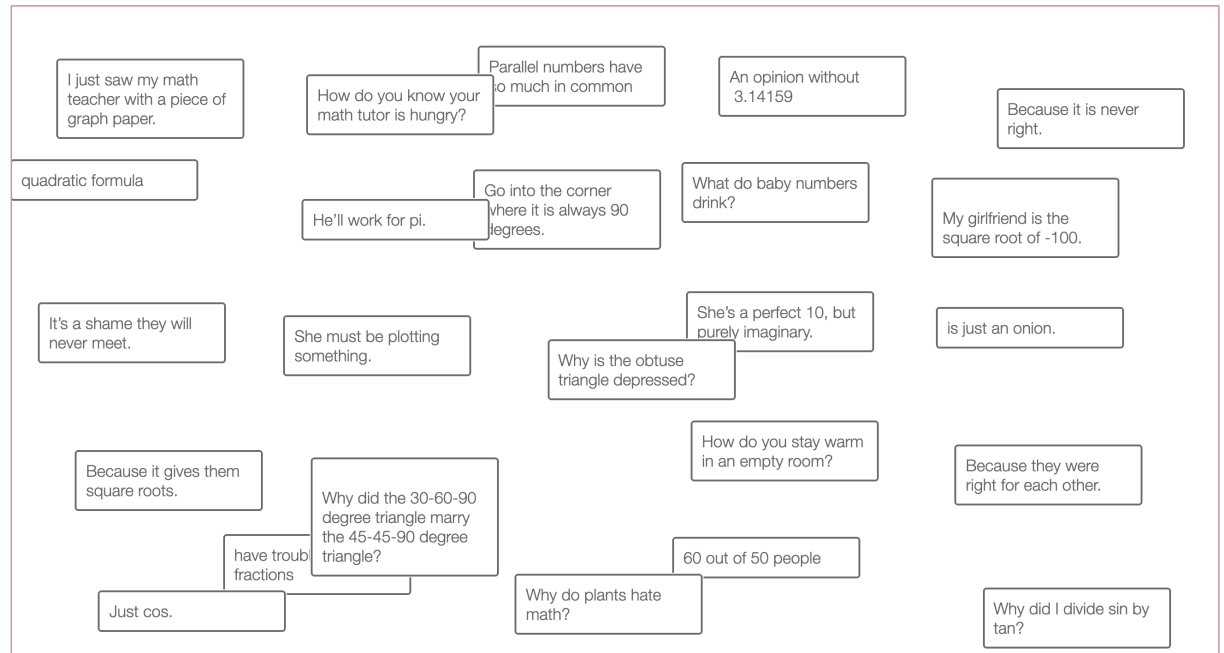 I just saw my math
teacher with a piece of
graph paper.
How do you know your
math tutor is hungry?
Parallel numbers have
so much in common
An opinion without
3.14159
Because it is never
right.
quadratic formula
He'll work for pi.
Go into the corner
where it is always 90
degrees.
What do baby numbers
drink?
My girlfriend is the
square root of -100.
It's a shame they will
never meet.
She must be plotting
something.
She's a perfect 10, but
purely imaginary.
Why is the obtuse
triangle depressed?
is just an onion.
Because it gives them
square roots.
Why did the 30-60-90
degree triangle marry
the 45-45-90 degree
triangle?
How do you stay warm
in an empty room?
Because they were
right for each other.
have
fractions
Just cos.
60 out of 50 people
Why do plants hate
math?
Why did I divide sin by
tan?